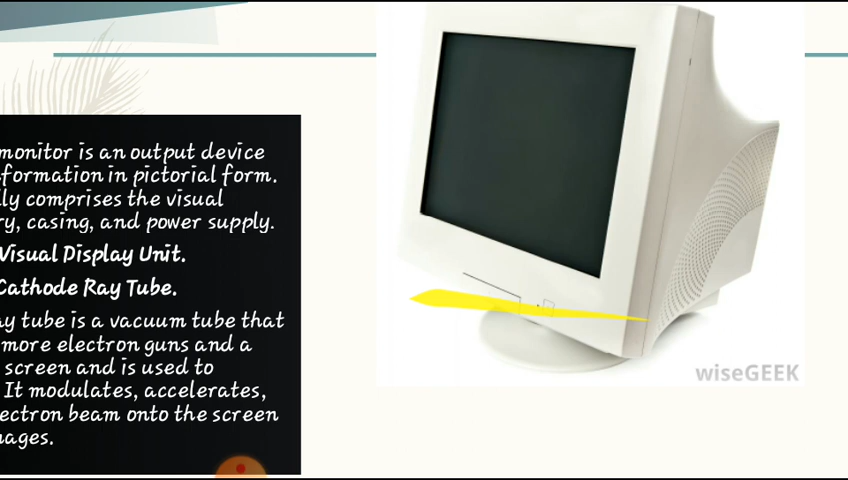 monitor is an output device
formation in pictorial form.
lly comprises the visual
ry, casing, and power supply.
Visual Display Unit.
Cathode Ray Tube.
ay tube is a vacuum tube that
more electron guns and a
screen and is used to
It modulates, accelerates,
ectron beam onto the screen
ages.
wiseGEEK